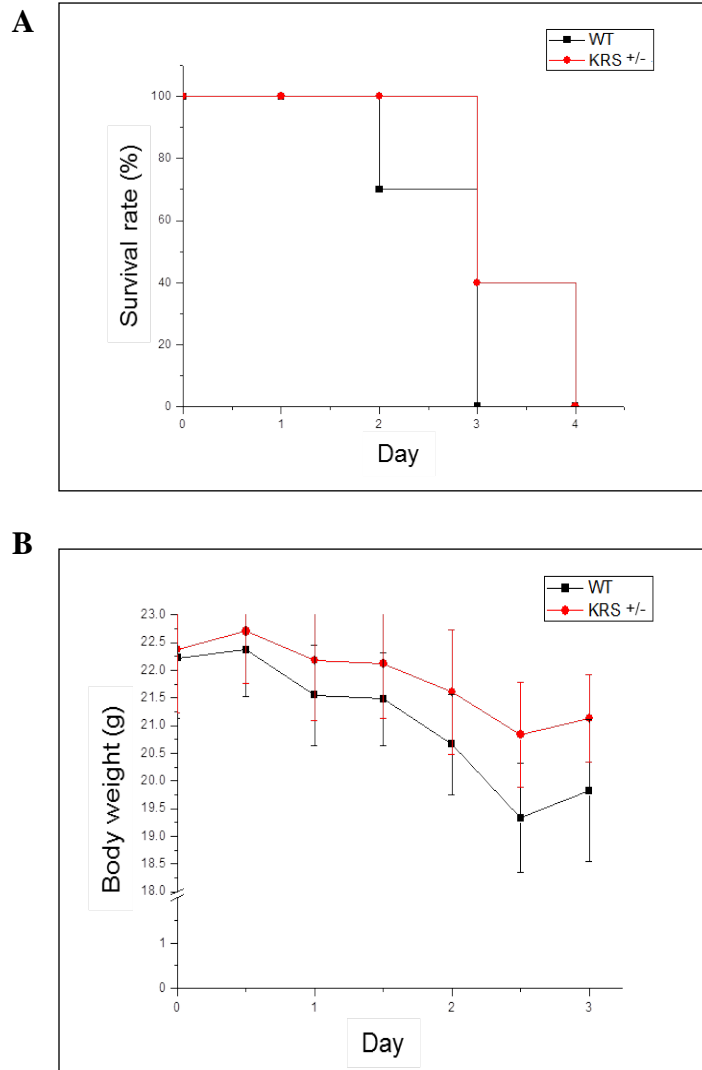 A
WT
KRS +/-
100
80
60
40
20
0
Survival rate (%)
0 1 2 3 4
Day
B
WT
KRS +/-
23.0
22.5
22.0
21.5
21.0
20.5
20.0
19.5
19.0
18.5
18.0
1
0
Body weight (g)
0 1 2 3
Day